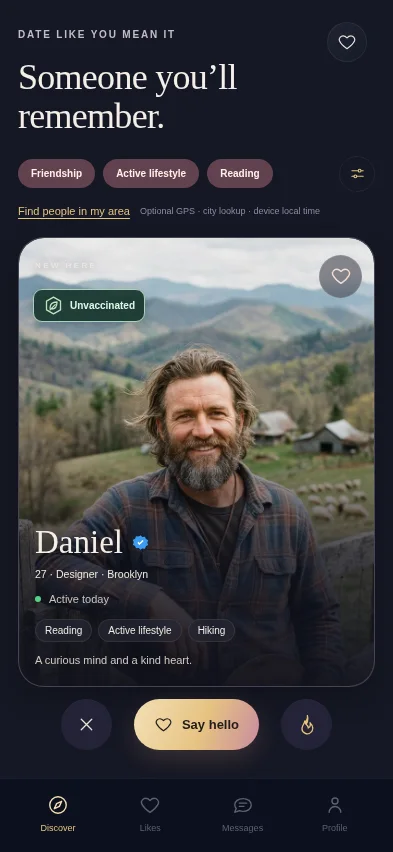 DATE LIKE YOU MEAN IT
Someone you’ll
remember.
Friendship
Active lifestyle
Reading
Find people in my area
Optional GPS · city lookup · device local time
NEW HERE
Unvaccinated
Daniel
27 · Designer · Brooklyn
Active today
Reading
Active lifestyle
Hiking
A curious mind and a kind heart.
Say hello
Discover
Likes
Messages
Profile